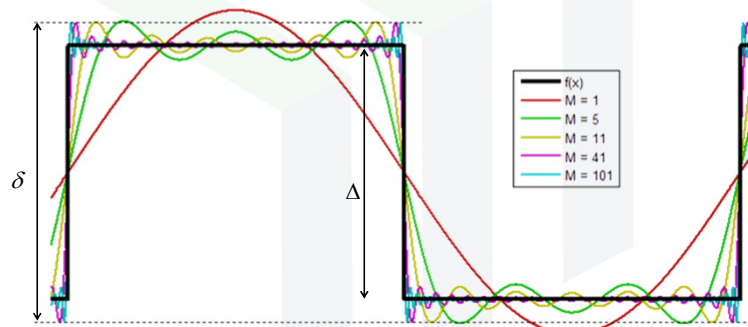 δ
Δ
f(x)
M = 1
M = 5
M = 11
M = 41
M = 101